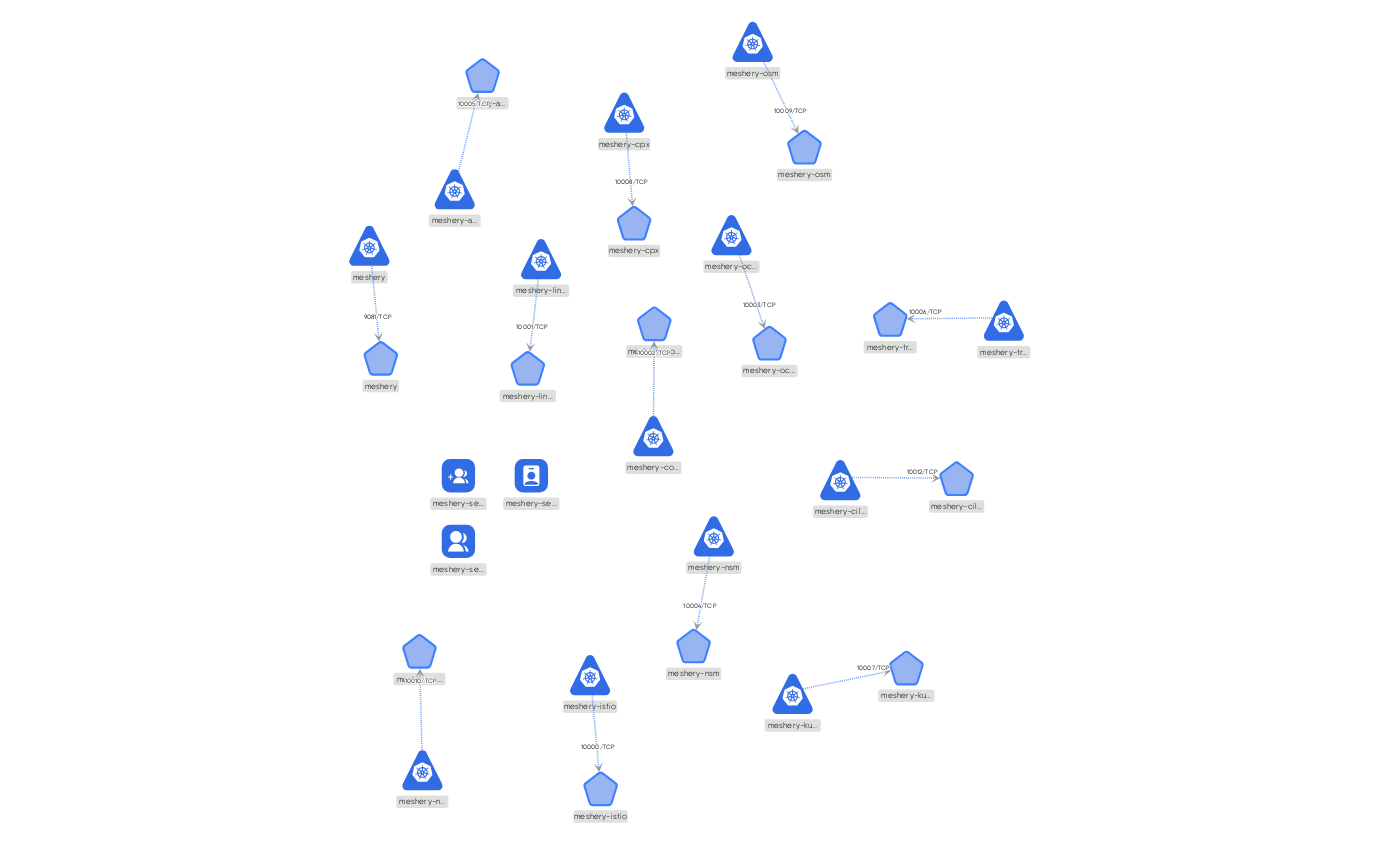 meshery-osm
10009/TCP
meshery-osm
10005/TCP
meshery-a...
meshery-cpx
10008/TCP
meshery-cpx
meshery
9081/TCP
meshery
meshery-lin...
10001/TCP
meshery-lin...
meshery-oc...
10003/TCP
meshery-oc...
10002/TCP
meshery-co...
10006/TCP
meshery-tr...
meshery-tr...
meshery-se...
meshery-se...
meshery-se...
10012/TCP
meshery-cil...
meshery-cil...
meshery-nsm
10004/TCP
meshery-nsm
10010/TCP
meshery-n...
meshery-istio
10000/TCP
meshery-istio
10007/TCP
meshery-ku...
meshery-ku...